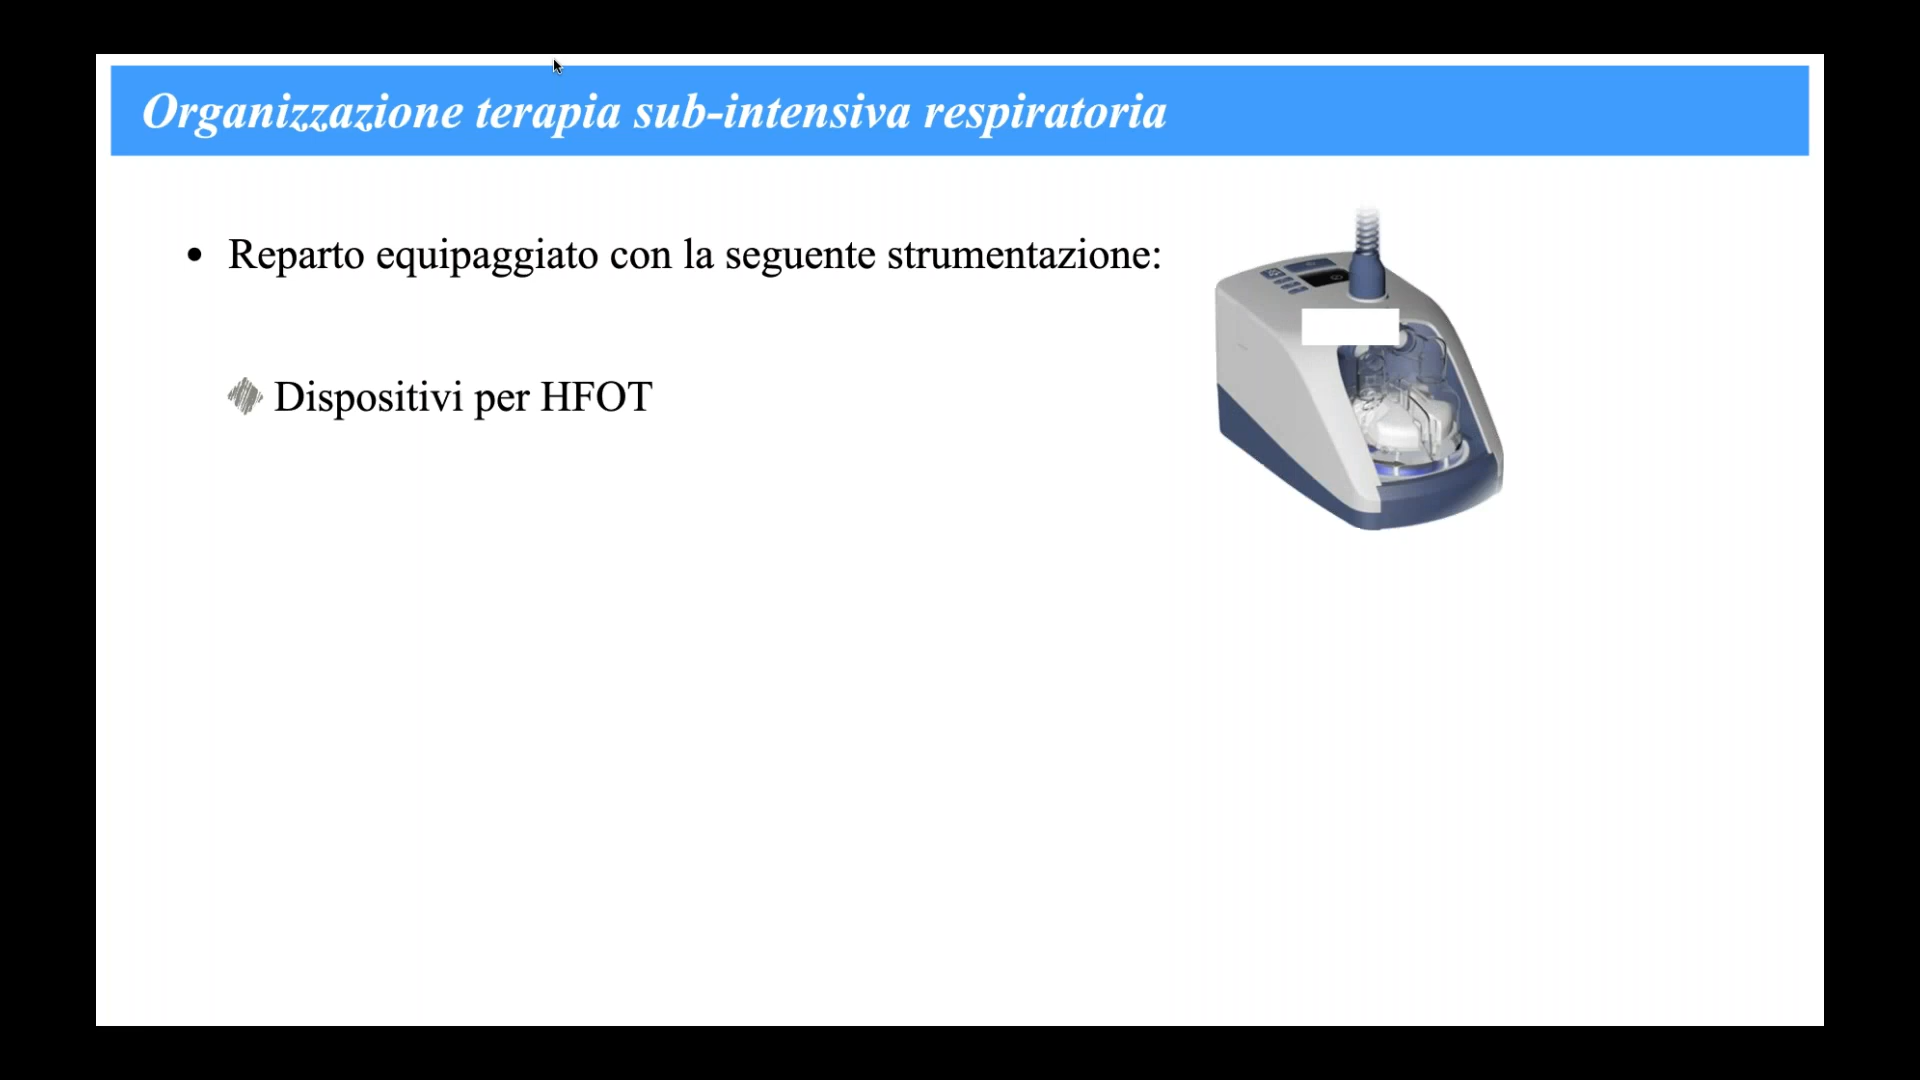 Organizzazione terapia sub-intensiva respiratoria
• Reparto equipaggiato con la seguente strumentazione:
Dispositivi per HFOT